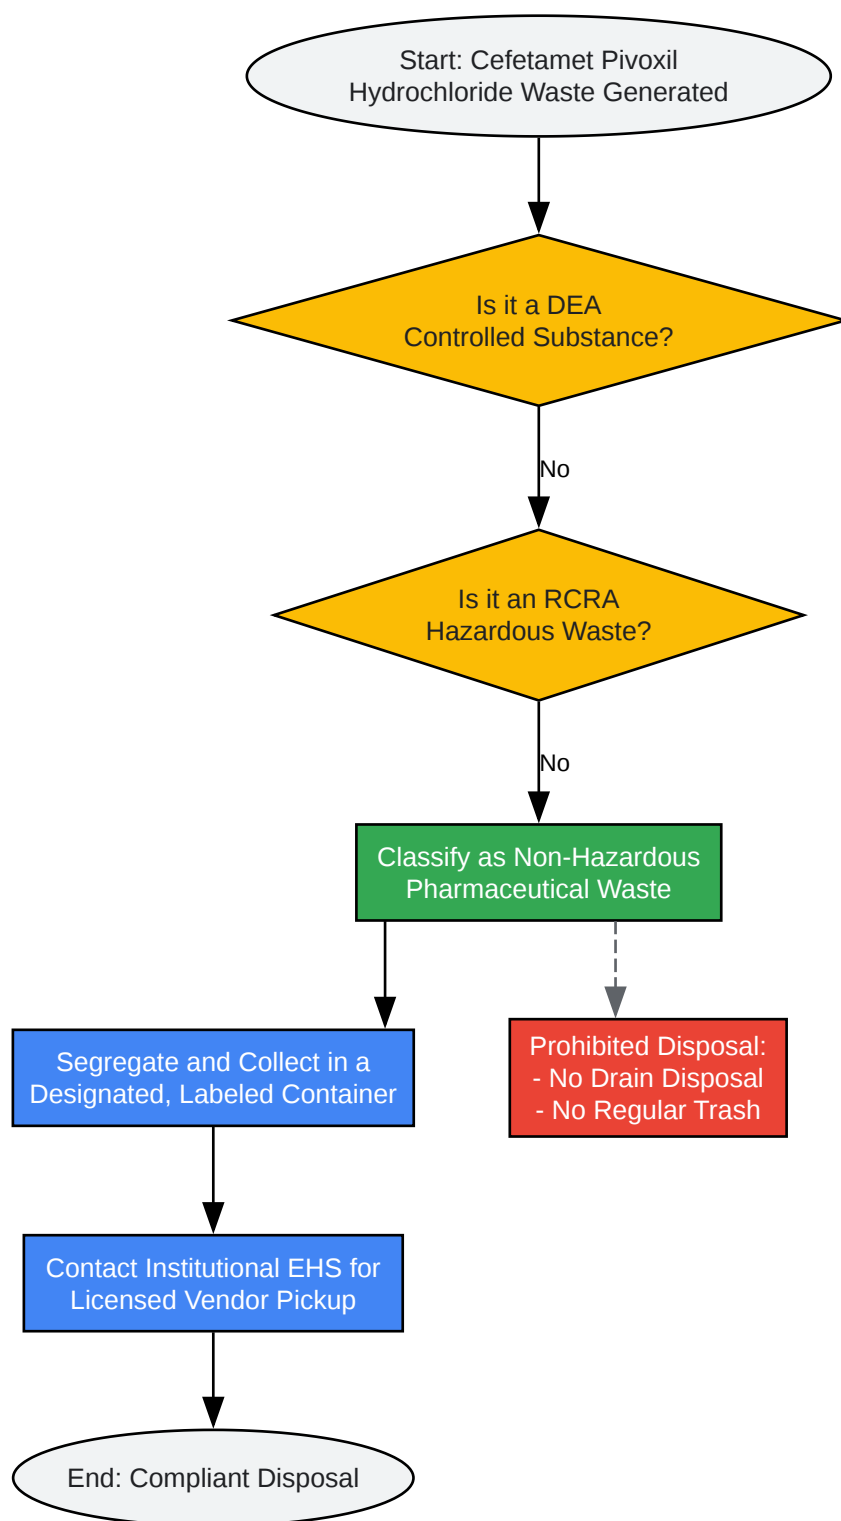 Start: Cefetamet Pivoxil
Hydrochloride Waste Generated
Is it a DEA
Controlled Substance?
No
Is it an RCRA
Hazardous Waste?
No
Classify as Non-Hazardous
Pharmaceutical Waste
Segregate and Collect in a
Designated, Labeled Container
Prohibited Disposal:
- No Drain Disposal
- No Regular Trash
Contact Institutional EHS for
Licensed Vendor Pickup
End: Compliant Disposal